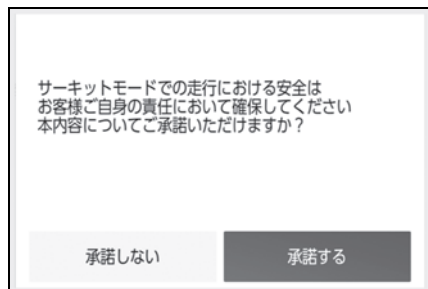 サーキットモードでの走行における安全は
お客様ご自身の責任において確保してください
本内容についてご承諾いただけますか？
承諾しない
承諾する